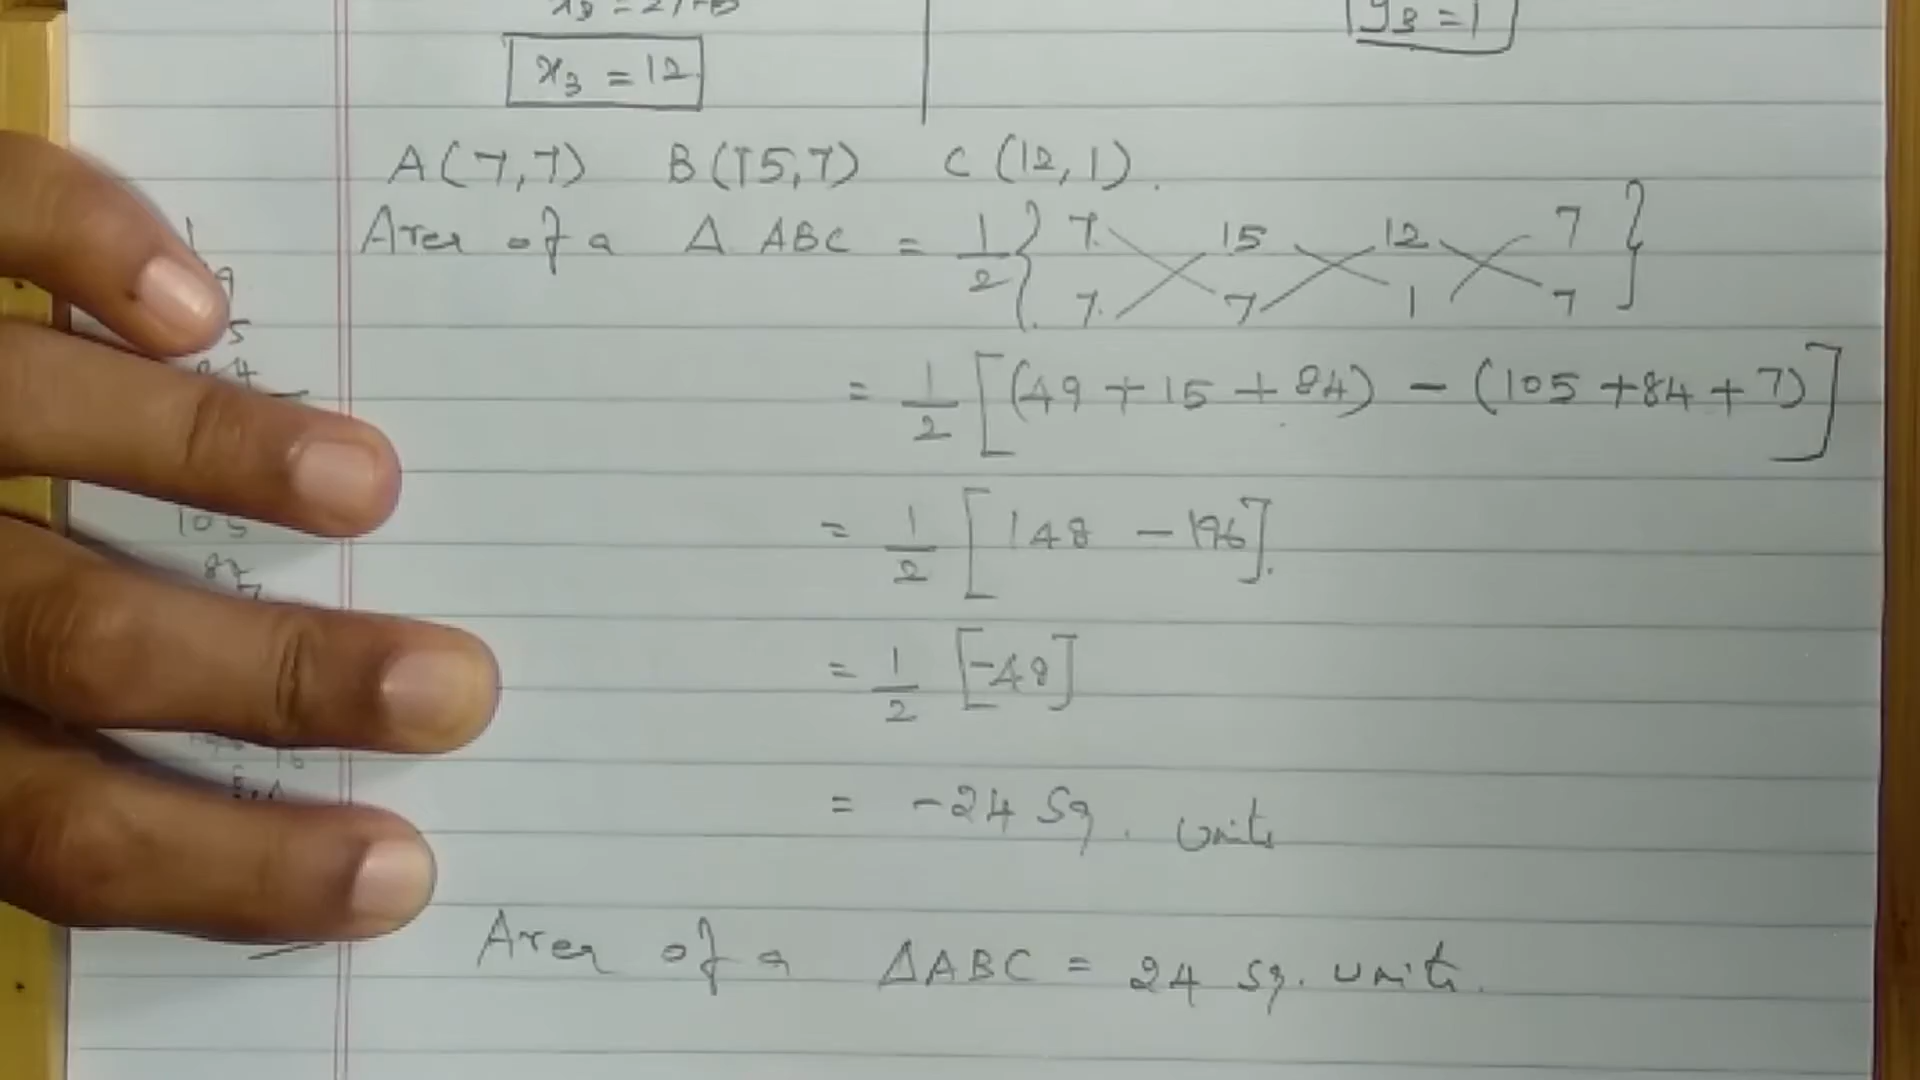 x3 = 12
y3 = 1
A(7,7) B(15,7) C(12,1).
Area of a Δ ABC = 1/2 { 7 15 12 7 }
7 7 1 7
= 1/2 [(49+15+84) - (105+84+7)]
= 1/2 [148 - 196].
= 1/2 [-48]
= -24 Sq. units
Area of a ΔABC = 24 sq. units.
105